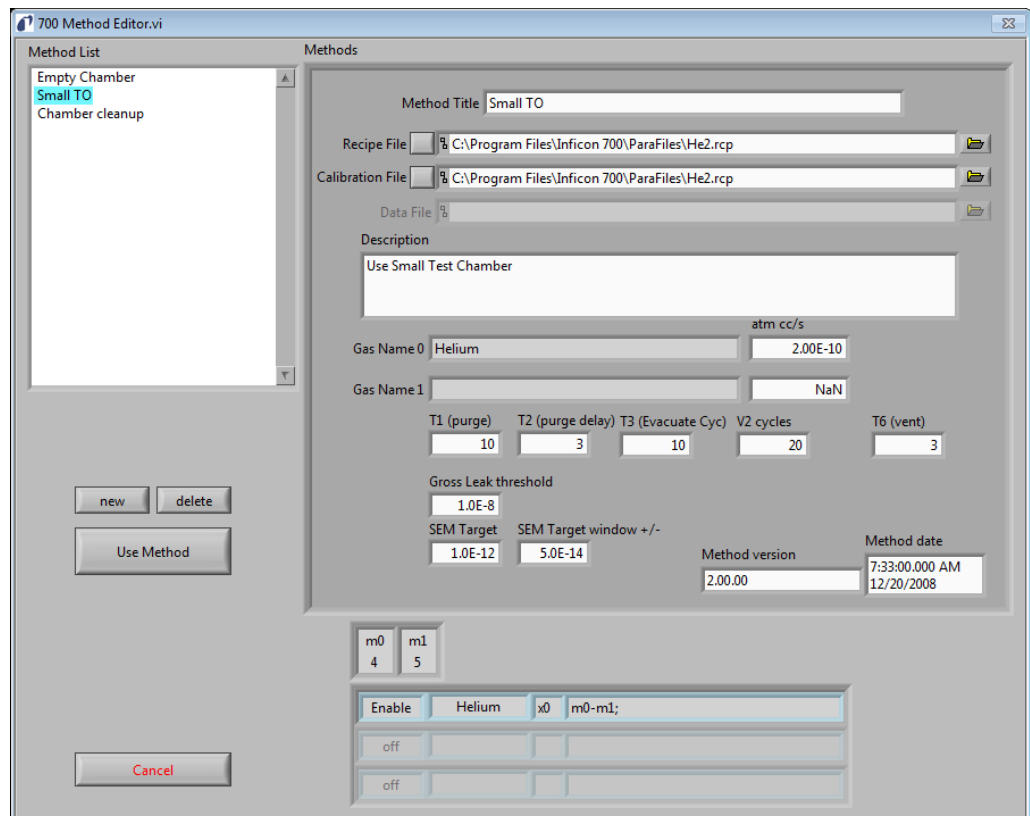 700 Method Editor.vi
Method List
Empty Chamber
Small TO
Chamber cleanup
new
delete
Use Method
Cancel
Methods
Method Title Small TO
Recipe File C:\Program Files\Inficon 700\ParaFiles\He2.rcp
Calibration File C:\Program Files\Inficon 700\ParaFiles\He2.rcp
Data File
Description
Use Small Test Chamber
atm cc/s
Gas Name 0 Helium 2.00E-10
Gas Name 1 NaN
T1 (purge) T2 (purge delay) T3 (Evacuate Cyc) V2 cycles T6 (vent)
10 3 10 20 3
Gross Leak threshold
1.0E-8
SEM Target SEM Target window +/-
1.0E-12 5.0E-14
Method version
2.00.00
Method date
7:33:00.000 AM
12/20/2008
m0 m1
4 5
Enable Helium x0 m0-m1;
off
off